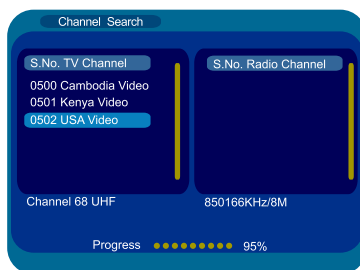 Channel Search
S.No. TV Channel
0500 Cambodia Video
0501 Kenya Video
0502 USA Video
S.No. Radio Channel
Channel 68 UHF
850166KHz/8M
Progress 95%